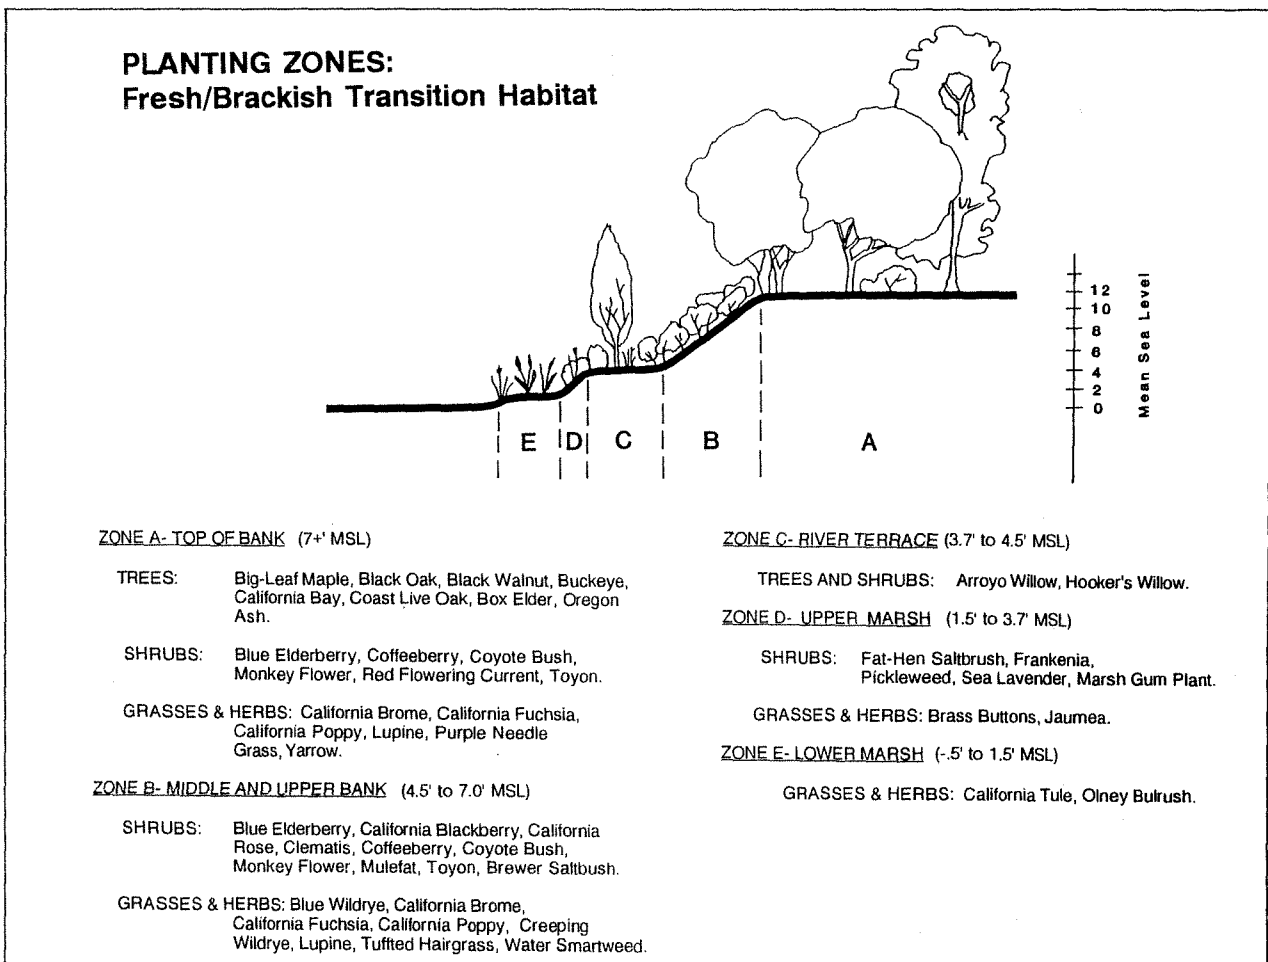 PLANTING ZONES:
Fresh/Brackish Transition Habitat
12
10
8
6
4
2
0
Mean Sea Level
E
D
C
B
A
ZONE A- TOP OF BANK (7+' MSL)
TREES: Big-Leaf Maple, Black Oak, Black Walnut, Buckeye,
California Bay, Coast Live Oak, Box Elder, Oregon
Ash.
SHRUBS: Blue Elderberry, Coffeeberry, Coyote Bush,
Monkey Flower, Red Flowering Current, Toyon.
GRASSES & HERBS: California Brome, California Fuchsia,
California Poppy, Lupine, Purple Needle
Grass, Yarrow.
ZONE B- MIDDLE AND UPPER BANK (4.5' to 7.0' MSL)
SHRUBS: Blue Elderberry, California Blackberry, California
Rose, Clematis, Coffeeberry, Coyote Bush,
Monkey Flower, Mulefat, Toyon, Brewer Saltbush.
GRASSES & HERBS: Blue Wildrye, California Brome,
California Fuchsia, California Poppy, Creeping
Wildrye, Lupine, Tuffted Hairgrass, Water Smartweed.
ZONE C- RIVER TERRACE (3.7' to 4.5' MSL)
TREES AND SHRUBS: Arroyo Willow, Hooker's Willow.
ZONE D- UPPER MARSH (1.5' to 3.7' MSL)
SHRUBS: Fat-Hen Saltbrush, Frankenia,
Pickleweed, Sea Lavender, Marsh Gum Plant.
GRASSES & HERBS: Brass Buttons, Jaumea.
ZONE E- LOWER MARSH (-.5' to 1.5' MSL)
GRASSES & HERBS: California Tule, Olney Bulrush.